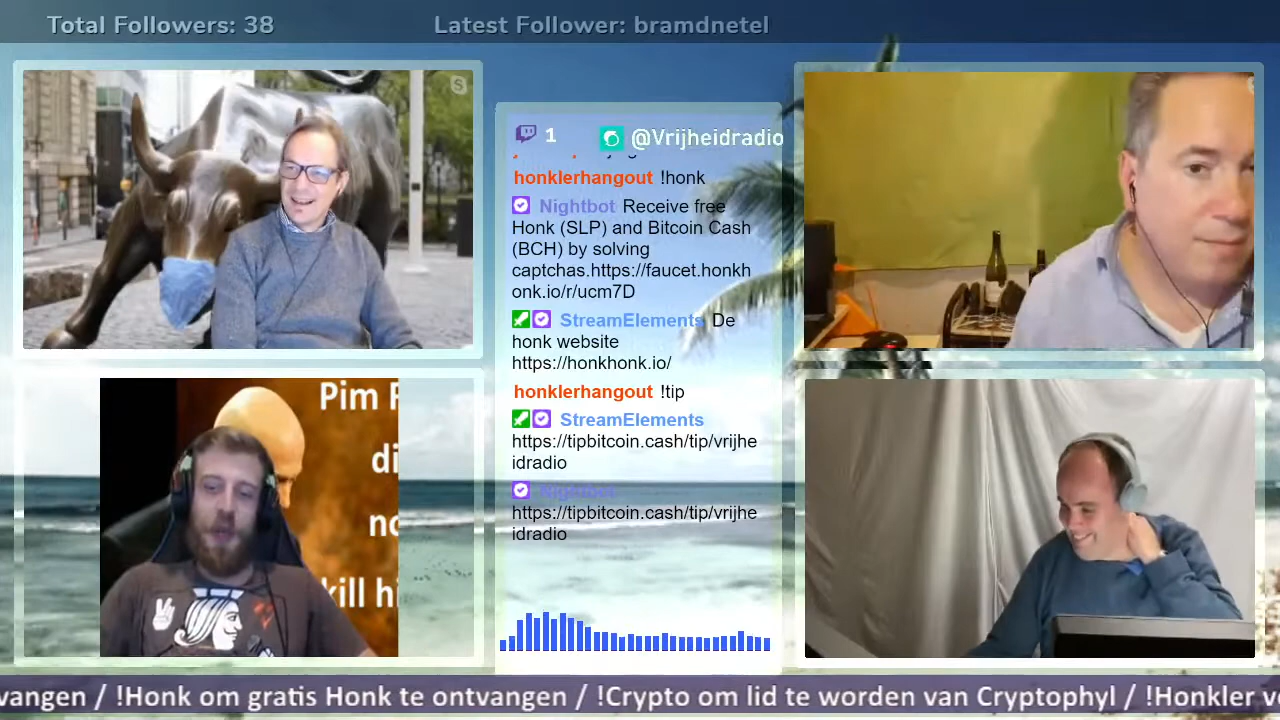 Total Followers: 38
Latest Follower: bramdnetel
1
@Vrijheidradio
honklerhangout !honk
Nightbot Receive free
Honk (SLP) and Bitcoin Cash
(BCH) by solving
captchas.https://faucet.honkh
onk.io/r/ucm7D
StreamElements De
honk website
https://honkhonk.io/
honklerhangout !tip
StreamElements
https://tipbitcoin.cash/tip/vrijhe
idradio
Nightbot
https://tipbitcoin.cash/tip/vrijhe
idradio
Pim
di
kill hi
vangen / !Honk om gratis Honk te ontvangen / !Crypto om lid te worden van Cryptophyl / !Honkler